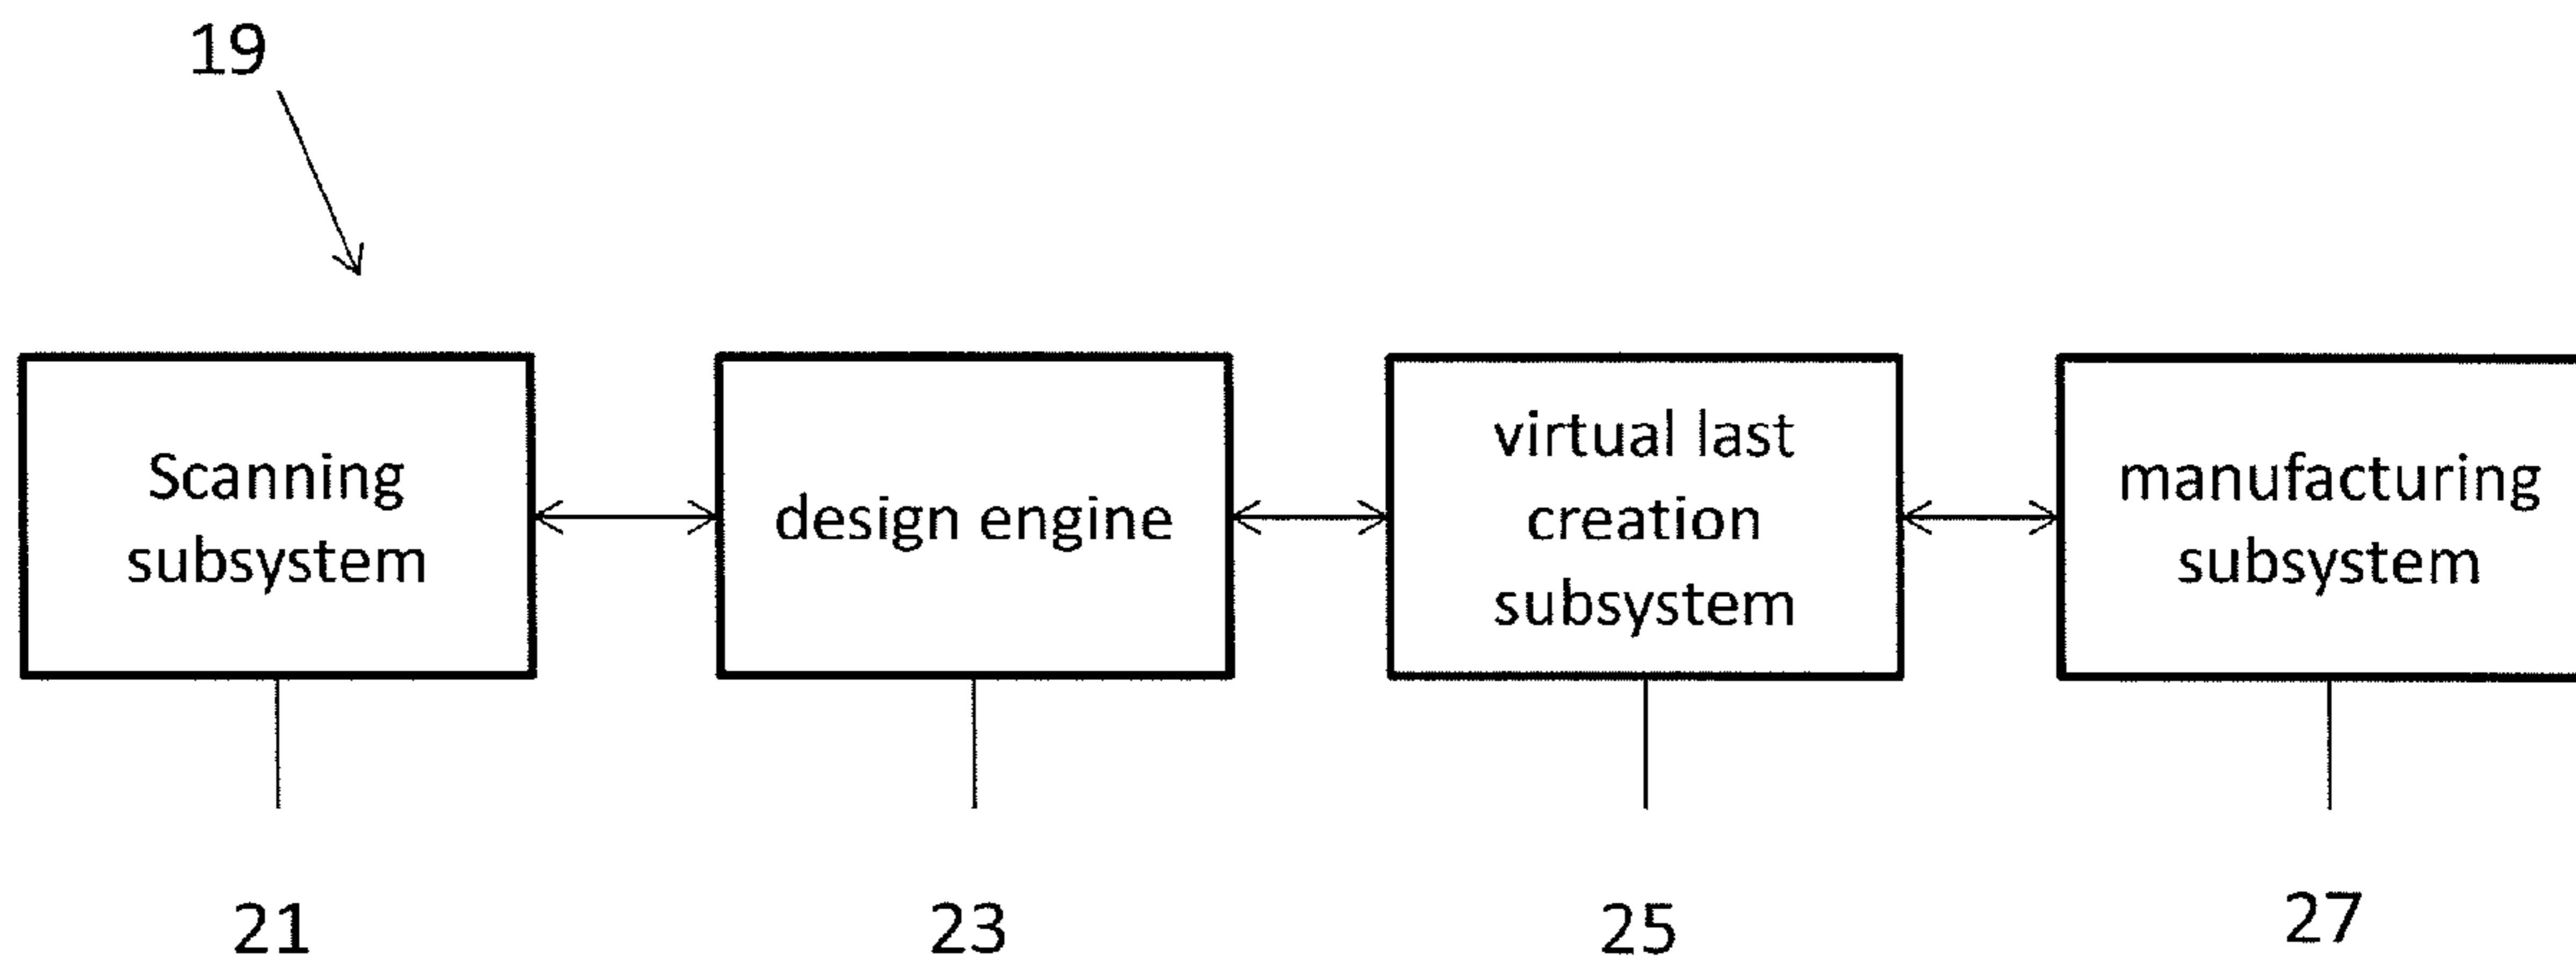 19
Scanning
subsystem
design engine
virtual last
creation
subsystem
manufacturing
subsystem
21
23
25
27